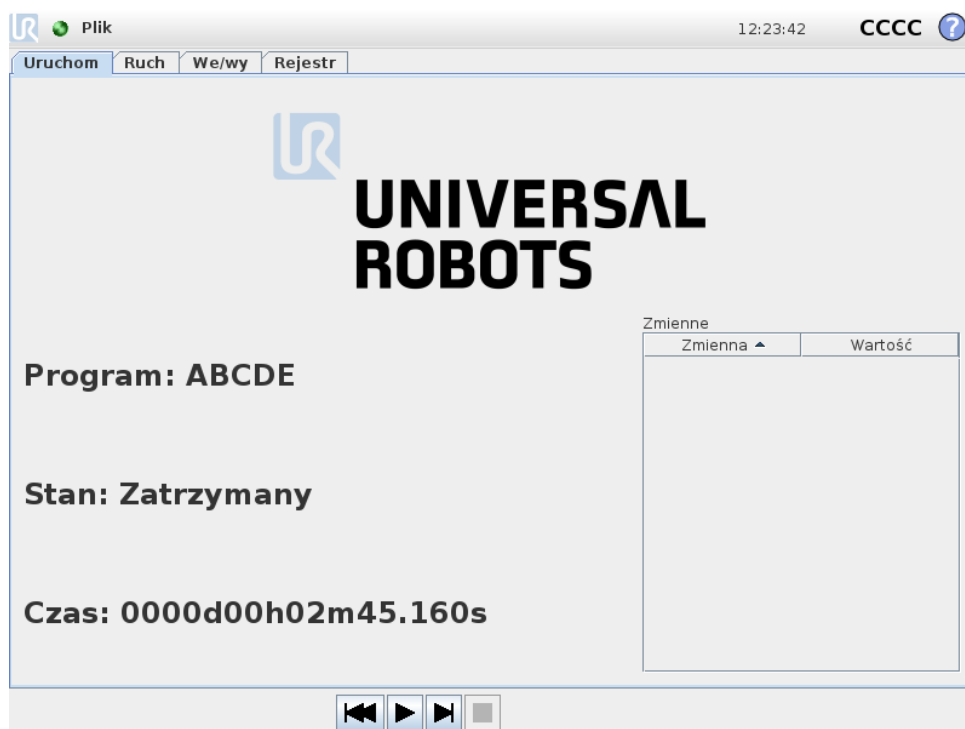 Plik
12:23:42
CCCC
?
Uruchom
Ruch
We/wy
Rejestr
UR
UNIVERSAL
ROBOTS
Zmienne
Zmienna
Wartość
Program: ABCDE
Stan: Zatrzymany
Czas: 0000d00h02m45.160s